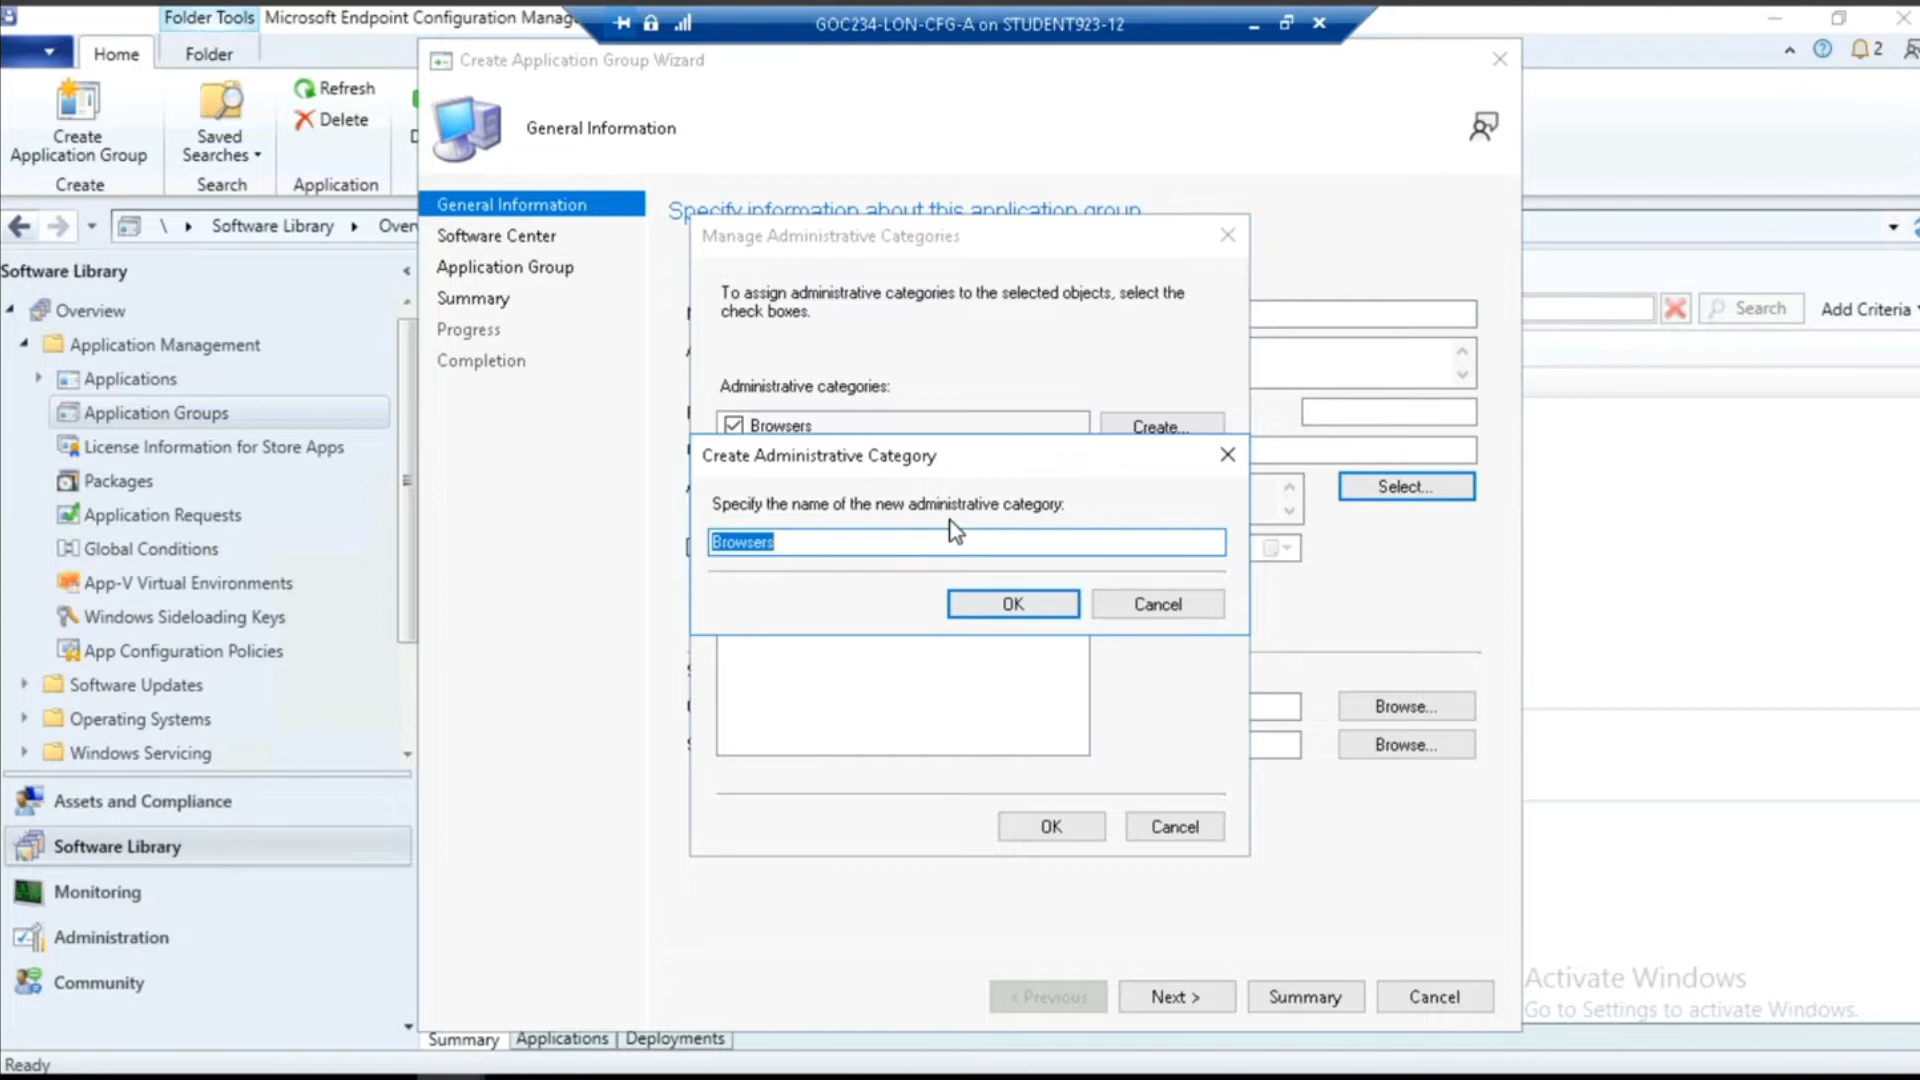 Folder Tools
Microsoft Endpoint Configuration Manag
GOC234-LON-CFG-A on STUDENT923-12
Home
Folder
2
Create
Application Group
Saved
Searches
Refresh
Delete
Create
Search
Application
\ Software Library Over
Software Library
Overview
Application Management
Applications
Application Groups
License Information for Store Apps
Packages
Application Requests
Global Conditions
App-V Virtual Environments
Windows Sideloading Keys
App Configuration Policies
Software Updates
Operating Systems
Windows Servicing
Assets and Compliance
Software Library
Monitoring
Administration
Community
Ready
Create Application Group Wizard
General Information
General Information
Software Center
Application Group
Summary
Progress
Completion
Specify information about this application group
Manage Administrative Categories
To assign administrative categories to the selected objects, select the
check boxes.
Administrative categories:
Browsers
Create...
Create Administrative Category
Specify the name of the new administrative category:
Browsers
OK
Cancel
OK
Cancel
Select...
Browse...
Browse...
< Previous
Next >
Summary
Cancel
Summary
Applications
Deployments
Search
Add Criteria
Activate Windows
Go to Settings to activate Windows.